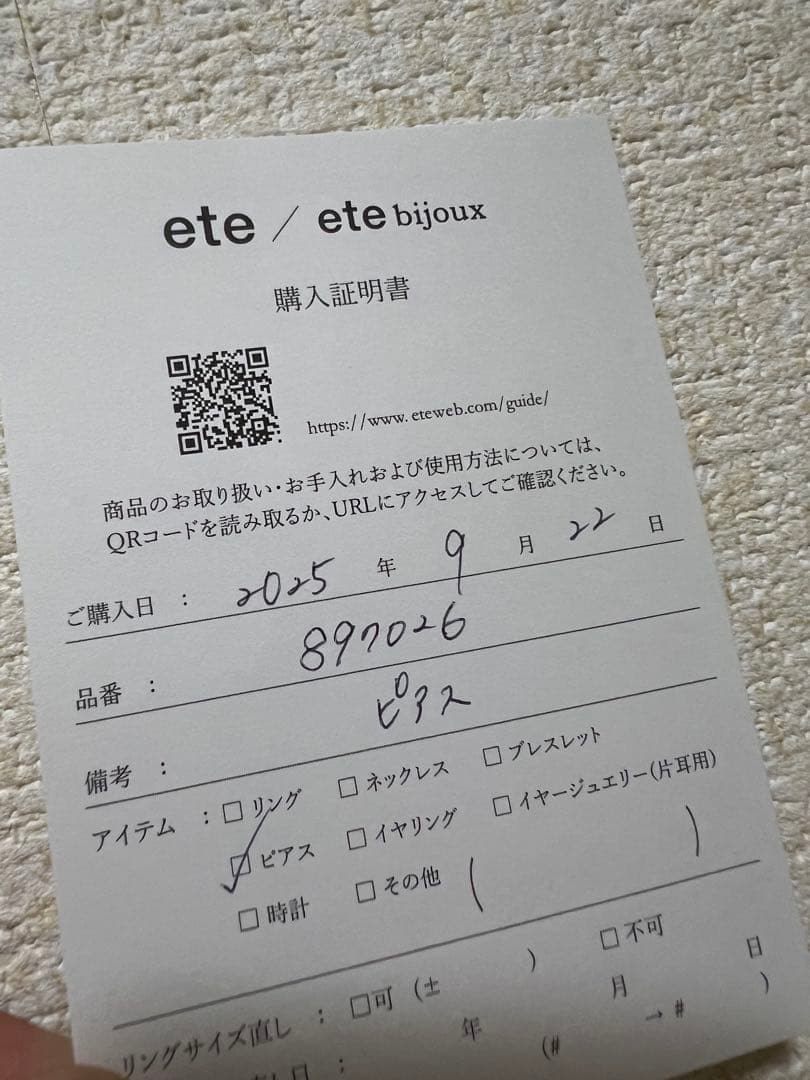 ete / ete bijoux
購入証明書
https://www.eteweb.com/guide/
商品のお取り扱い・お手入れおよび使用方法については、
QRコードを読み取るか、URLにアクセスしてご確認ください。
ご購入日 : 2025 年 9 月 22 日
品番 : 897026
備考 : ピアス
アイテム : □ リング □ ネックレス □ ブレスレット
☑ ピアス □ イヤリング □ イヤージュエリー(片耳用)
□ 時計 □ その他 ( )
リングサイズ直し : □可 (± ) □不可
日 : 年 月 日
(# → # )